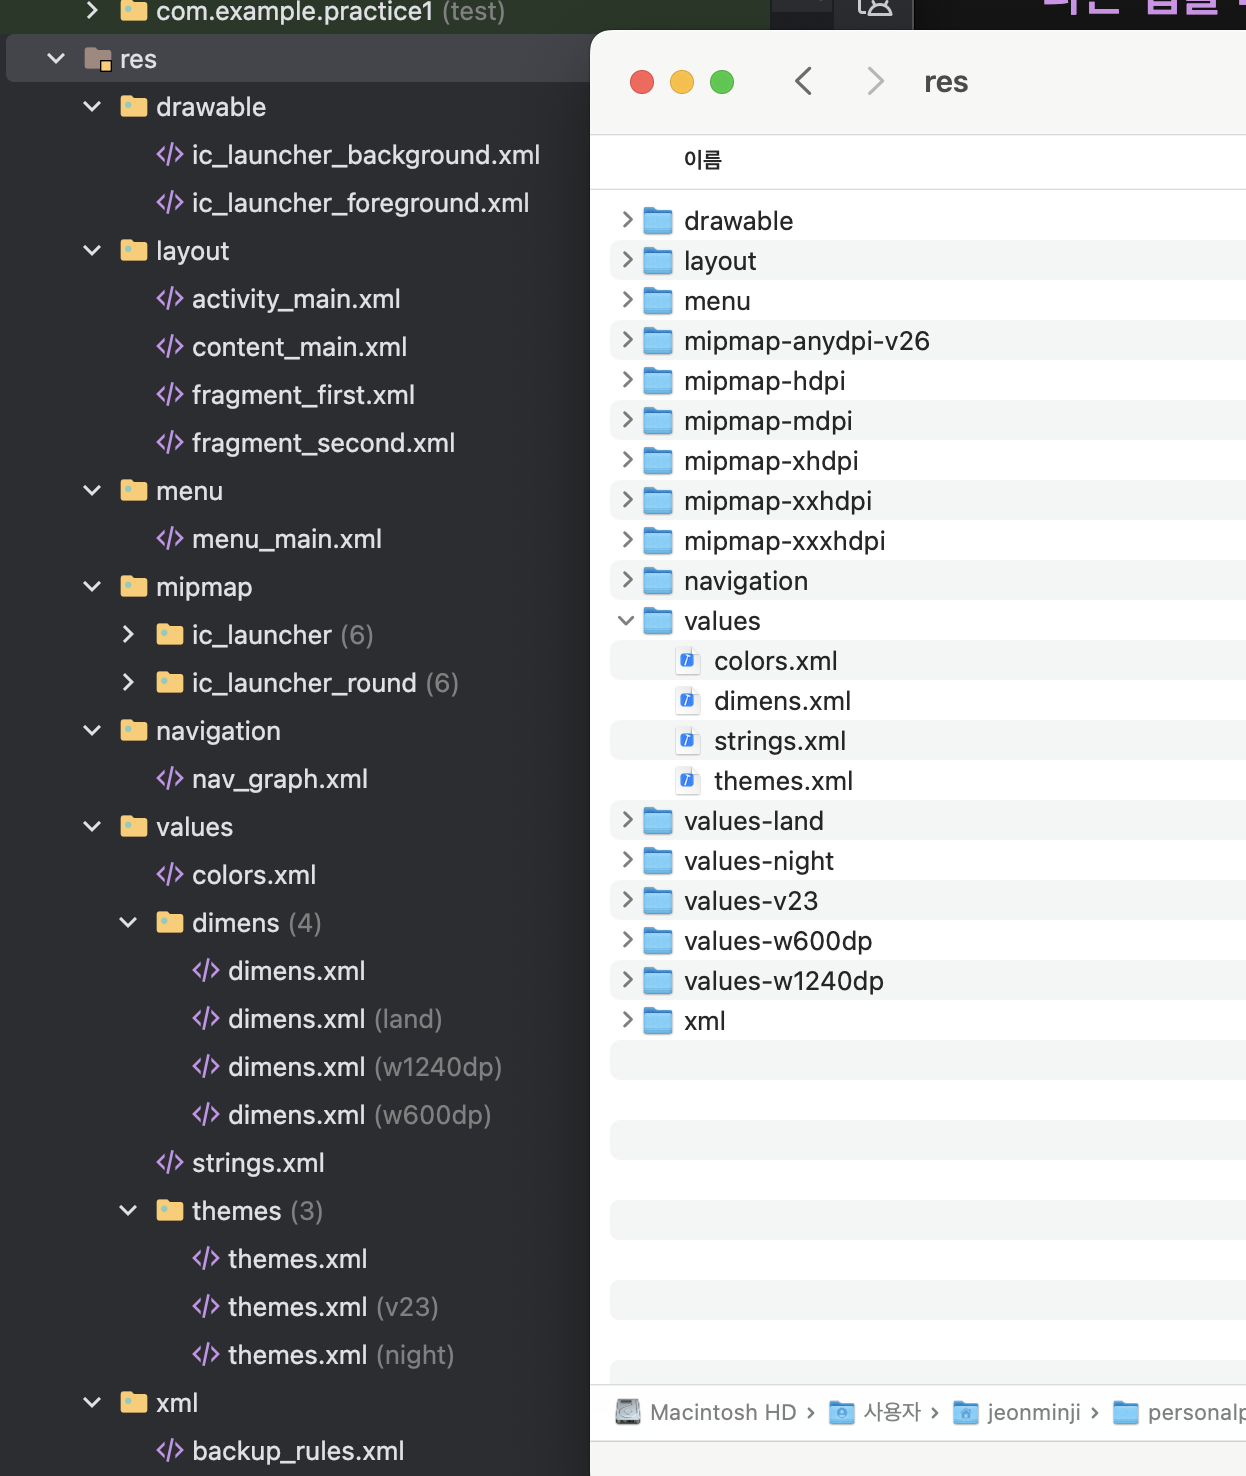 com.example.practice1 (test)
res
drawable
ic_launcher_background.xml
ic_launcher_foreground.xml
layout
activity_main.xml
content_main.xml
fragment_first.xml
fragment_second.xml
menu
menu_main.xml
mipmap
ic_launcher (6)
ic_launcher_round (6)
navigation
nav_graph.xml
values
colors.xml
dimens (4)
dimens.xml
dimens.xml (land)
dimens.xml (w1240dp)
dimens.xml (w600dp)
strings.xml
themes (3)
themes.xml
themes.xml (v23)
themes.xml (night)
xml
backup_rules.xml
res
이름
drawable
layout
menu
mipmap-anydpi-v26
mipmap-hdpi
mipmap-mdpi
mipmap-xhdpi
mipmap-xxhdpi
mipmap-xxxhdpi
navigation
values
colors.xml
dimens.xml
strings.xml
themes.xml
values-land
values-night
values-v23
values-w600dp
values-w1240dp
xml
Macintosh HD › 사용자 › jeonminji ›